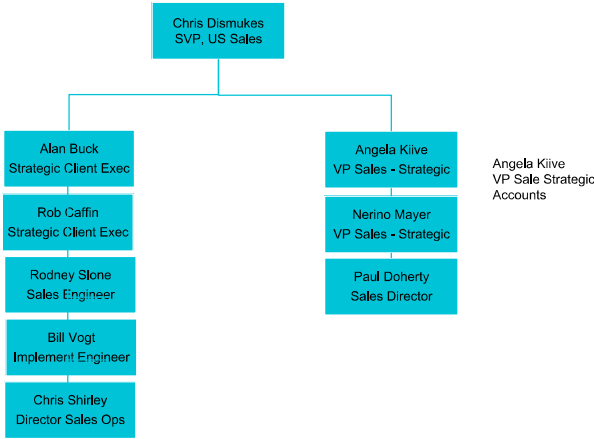 Chris Dismukes
SVP, US Sales
Alan Buck
Strategic Client Exec
Rob Caffin
Strategic Client Exec
Rodney Slone
Sales Engineer
Bill Vogt
Implement Engineer
Chris Shirley
Director Sales Ops
Angela Kiive
VP Sales - Strategic
Nerino Mayer
VP Sales - Strategic
Paul Doherty
Sales Director
Angela Kiive
VP Sale Strategic
Accounts